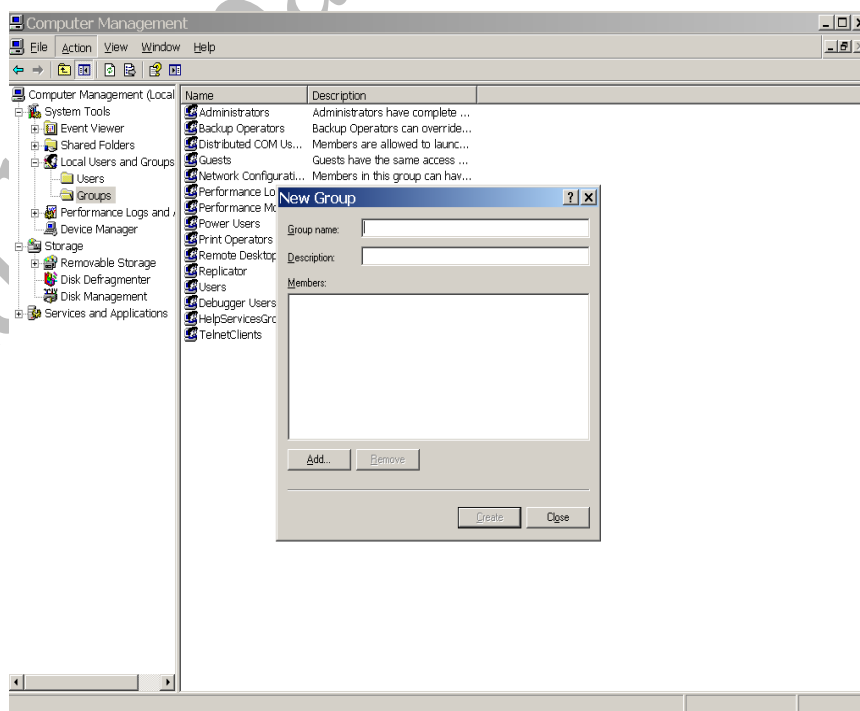 Computer Management
File Action View Window Help
Computer Management (Local
System Tools
Event Viewer
Shared Folders
Local Users and Groups
Users
Groups
Performance Logs and
Device Manager
Storage
Removable Storage
Disk Defragmenter
Disk Management
Services and Applications
Name Description
Administrators Administrators have complete ...
Backup Operators Backup Operators can override...
Distributed COM Us... Members are allowed to launc...
Guests Guests have the same access ...
Network Configurati... Members in this group can hav...
Performance Lo
Performance Mo
Power Users
Print Operators
Remote Desktop
Replicator
Users
Debugger Users
HelpServicesGro
TelnetClients
New Group
Group name:
Description:
Members:
Add... Remove
Create Close